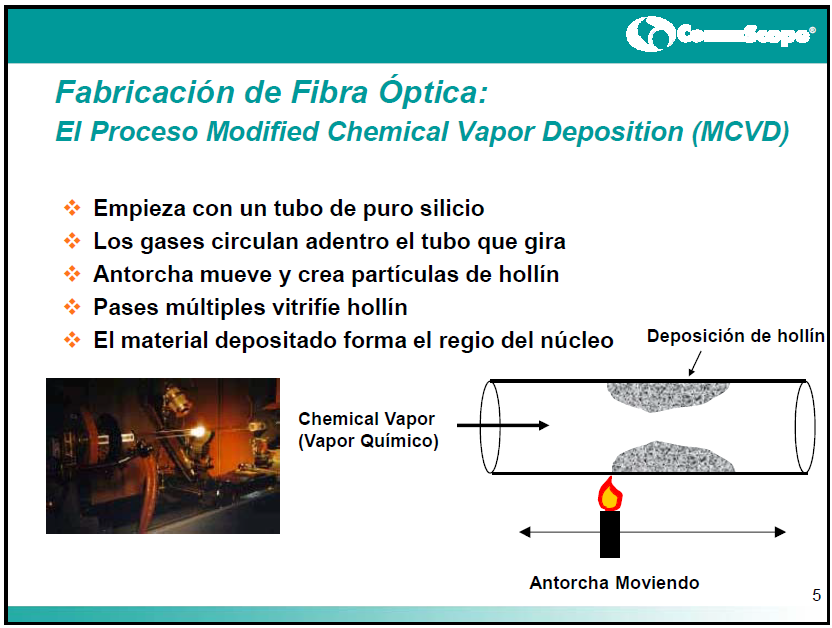 CommScope®
Fabricación de Fibra Óptica:
El Proceso Modified Chemical Vapor Deposition (MCVD)
Empieza con un tubo de puro silicio
Los gases circulan adentro el tubo que gira
Antorcha mueve y crea partículas de hollín
Pases múltiples vitrifíe hollín
El material depositado forma el regio del núcleo
Deposición de hollín
Chemical Vapor
(Vapor Químico)
Antorcha Moviendo
5